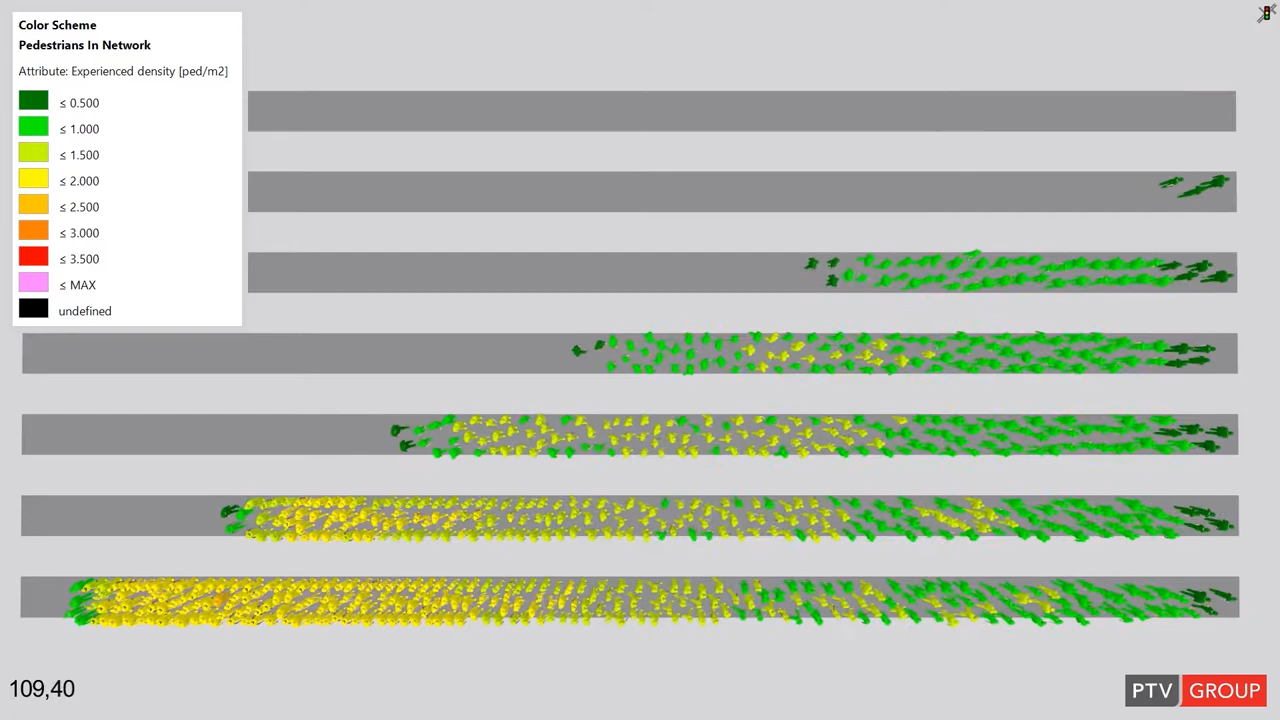 Color Scheme
Pedestrians In Network
Attribute: Experienced density [ped/m2]
≤ 0.500
≤ 1.000
≤ 1.500
≤ 2.000
≤ 2.500
≤ 3.000
≤ 3.500
≤ MAX
undefined
109,40
PTV GROUP